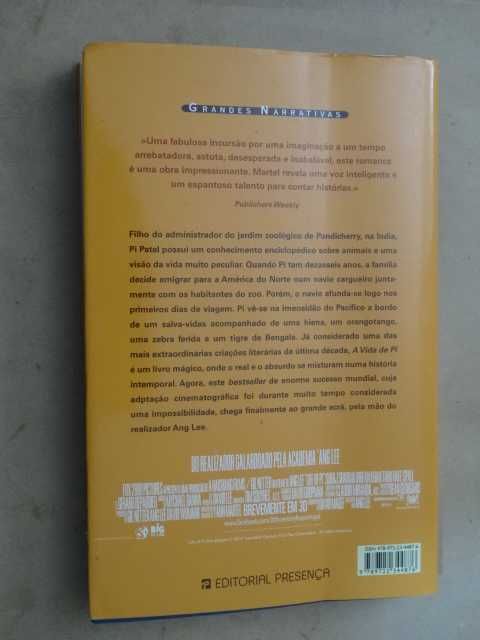 GRANDES NARRATIVAS
»Uma fabulosa incursão por uma imaginação a um tempo
arrebatadora, astuta, desesperada e inabalável, este romance
é uma obra impressionante. Martel revela uma voz inteligente e
um espantoso talento para contar histórias.«
Publishers Weekly
Filho do administrador do jardim zoológico de Pondicherry, na Índia,
Pi Patel possui um conhecimento enciclopédico sobre animais e uma
visão da vida muito peculiar. Quando Pi tem dezasseis anos, a família
decide emigrar para a América do Norte num navio cargueiro junta-
mente com os habitantes do zoo. Porém, o navio afunda-se logo nos
primeiros dias de viagem. Pi vê-se na imensidão do Pacífico a bordo
de um salva-vidas acompanhado de uma hiena, um orangotango,
uma zebra ferida e um tigre de Bengala. Já considerado uma das
mais extraordinárias criações literárias da última década, A Vida de Pi
é um livro mágico, onde o real e o absurdo se misturam numa história
intemporal. Agora, este bestseller de enorme sucesso mundial, cuja
adptação cinematográfica foi durante muito tempo considerada
uma impossibilidade, chega finalmente ao grande ecrã, pela mão do
realizador Ang Lee.
DO REALIZADOR GALARDOADO PELA ACADEMIA ANG LEE
BREVEMENTE EM 3D
BIG
EDITORIAL PRESENÇA